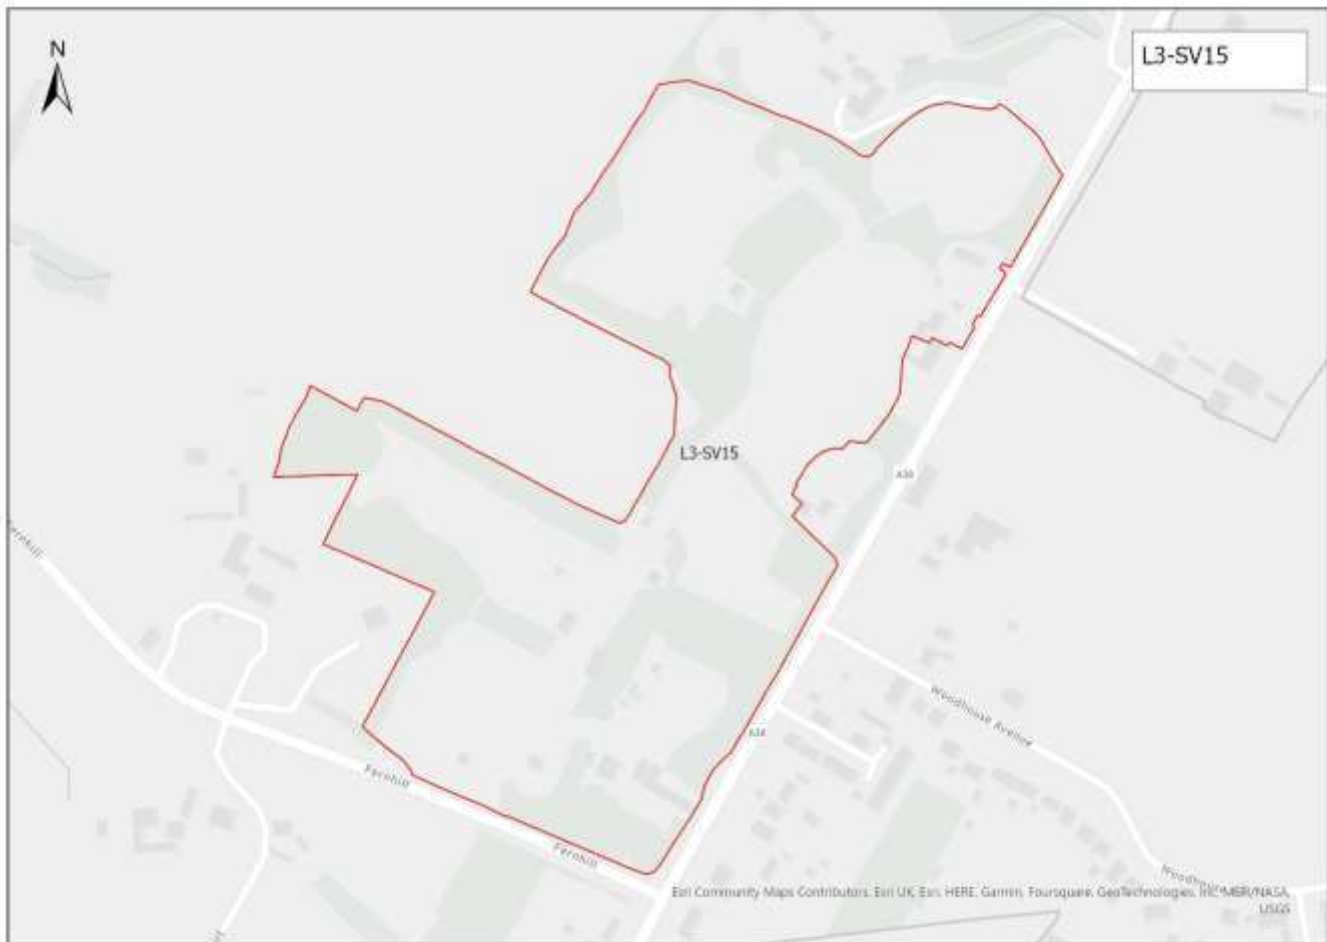 N
L3-SV15
L3-SV15
A38
Fernhill
Woodhouse Avenue
A38
Fernhill
Fernhill
Esri Community Maps Contributors, Esri UK, Esri, HERE, Garmin, Foursquare, GeoTechnologies, Inc, METI/NASA,
USGS